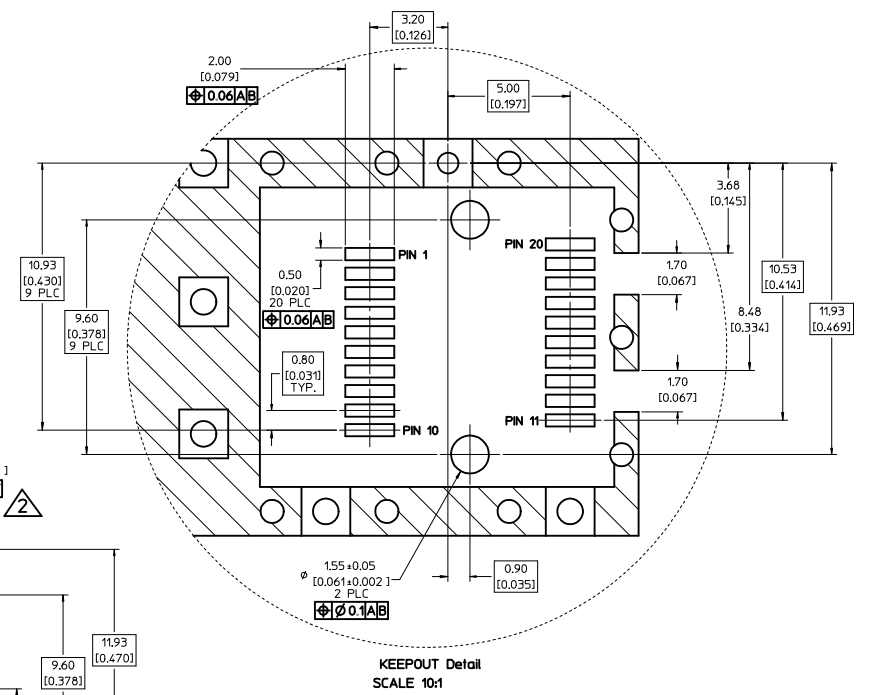 3.20
[0.126]
2.00
[0.079]
⌖ 0.06 A B
5.00
[0.197]
3.68
[0.145]
PIN 1
PIN 20
10.93
[0.430]
9 PLC
0.50
[0.020]
20 PLC
⌖ 0.06 A B
1.70
[0.067]
10.53
[0.414]
9.60
[0.378]
9 PLC
8.48
[0.334]
11.93
[0.469]
0.80
[0.031]
TYP.
1.70
[0.067]
PIN 10
PIN 11
]
2
⌀ 1.55±0.05
[0.061±0.002 ]
2 PLC
⌖ ⌀ 0.1 A B
0.90
[0.035]
11.93
[0.470]
9.60
[0.378]
KEEPOUT Detail
SCALE 10:1